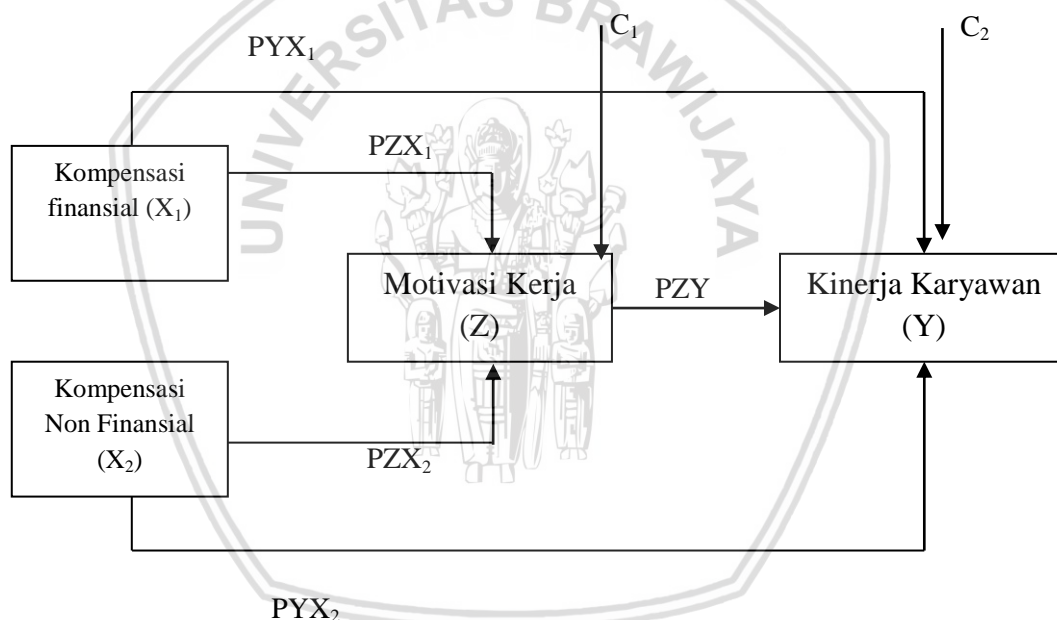 UNIVERSITAS BRAWIJAYA
C₁
C₂
PYX₁
PZX₁
Kompensasi
finansial (X₁)
Motivasi Kerja
(Z)
PZY
Kinerja Karyawan
(Y)
Kompensasi
Non Finansial
(X₂)
PZX₂
PYX₂